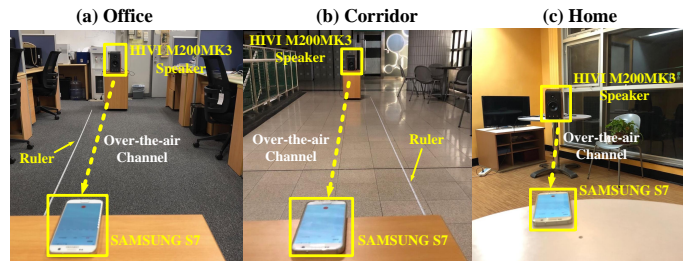 (a) Office
HIVI M200MK3
Speaker
Ruler
Over-the-air
Channel
SAMSUNG S7
(b) Corridor
HIVI M200MK3
Speaker
Over-the-air
Channel
Ruler
SAMSUNG S7
(c) Home
HIVI M200MK3
Speaker
Over-the-air
Channel
SAMSUNG S7